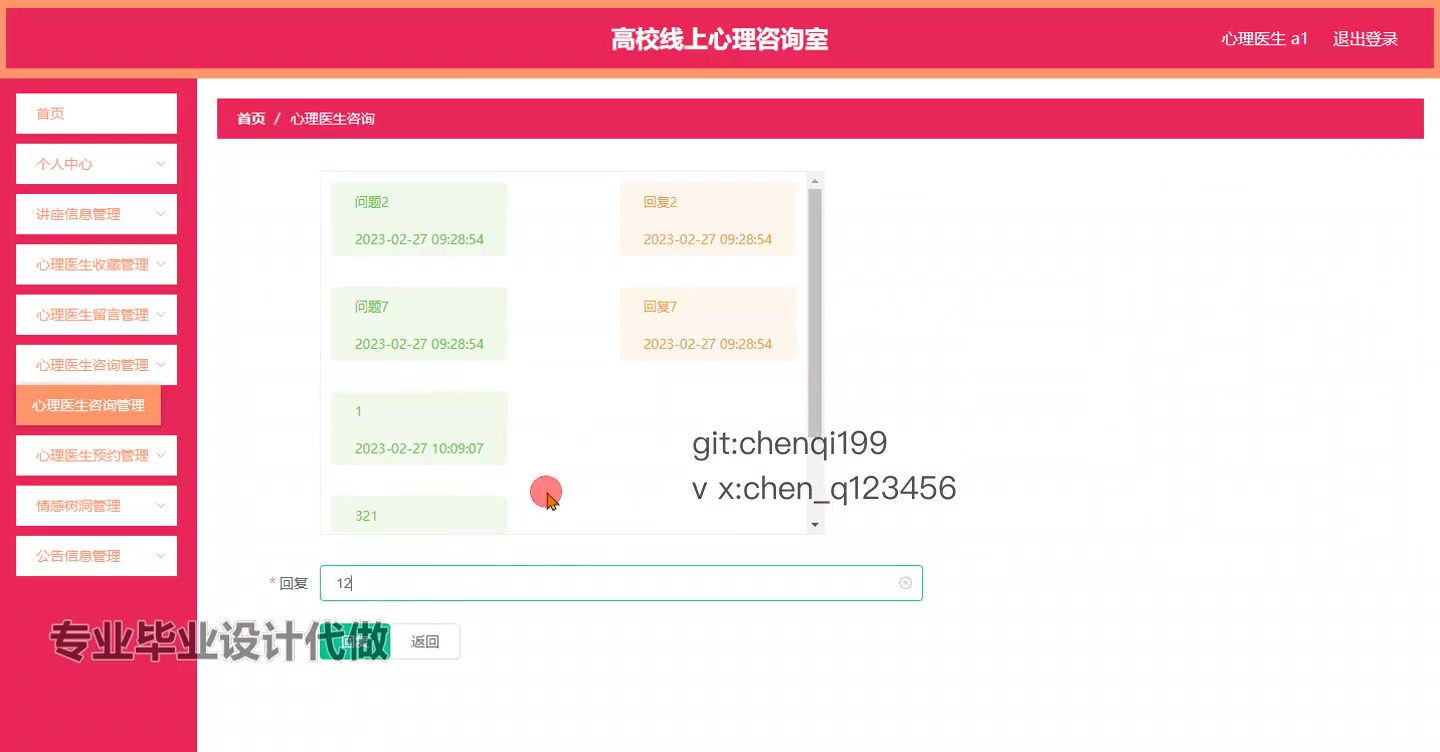 高校线上心理咨询室
心理医生 a1 退出登录
首页
个人中心
讲座信息管理
心理医生收藏管理
心理医生留言管理
心理医生咨询管理
心理医生咨询管理
心理医生预约管理
情感树洞管理
公告信息管理
首页 / 心理医生咨询
问题2
2023-02-27 09:28:54
回复2
2023-02-27 09:28:54
问题7
2023-02-27 09:28:54
回复7
2023-02-27 09:28:54
1
2023-02-27 10:09:07
321
git:chenqi199
v x:chen_q123456
* 回复 12
专业毕业设计代做
返回